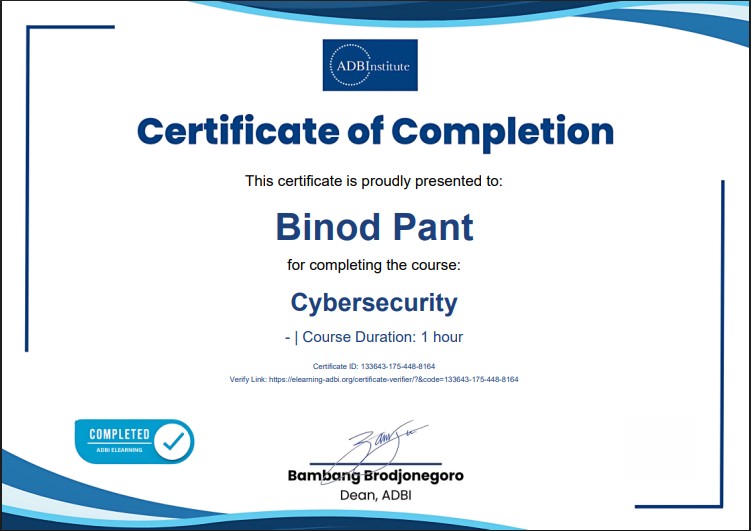 ADBInstitute
Certificate of Completion
This certificate is proudly presented to:
Binod Pant
for completing the course:
Cybersecurity
- | Course Duration: 1 hour
Certificate ID: 133643-175-448-8164
Verify Link: https://elearning-adbi.org/certificate-verifier/?&code=133643-175-448-8164
COMPLETED
ADBI ELEARNING
Bambang Brodjonegoro
Dean, ADBI